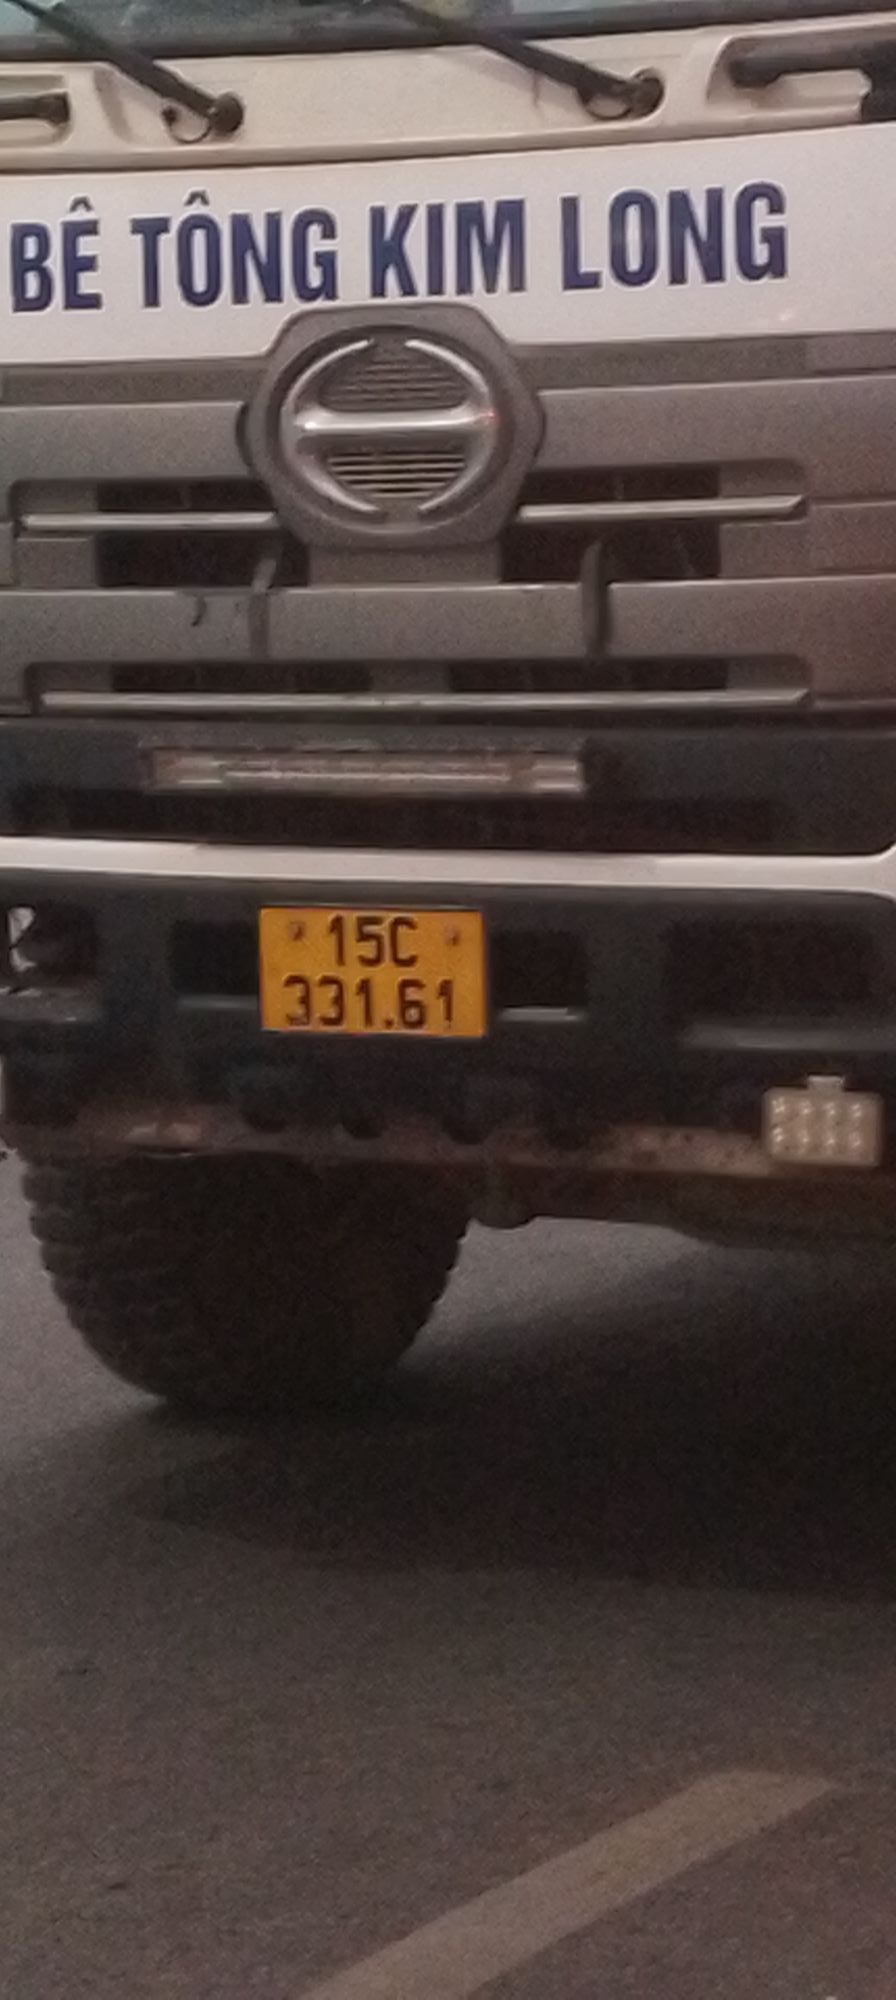 BÊ TÔNG KIM LONG
15C
331.61